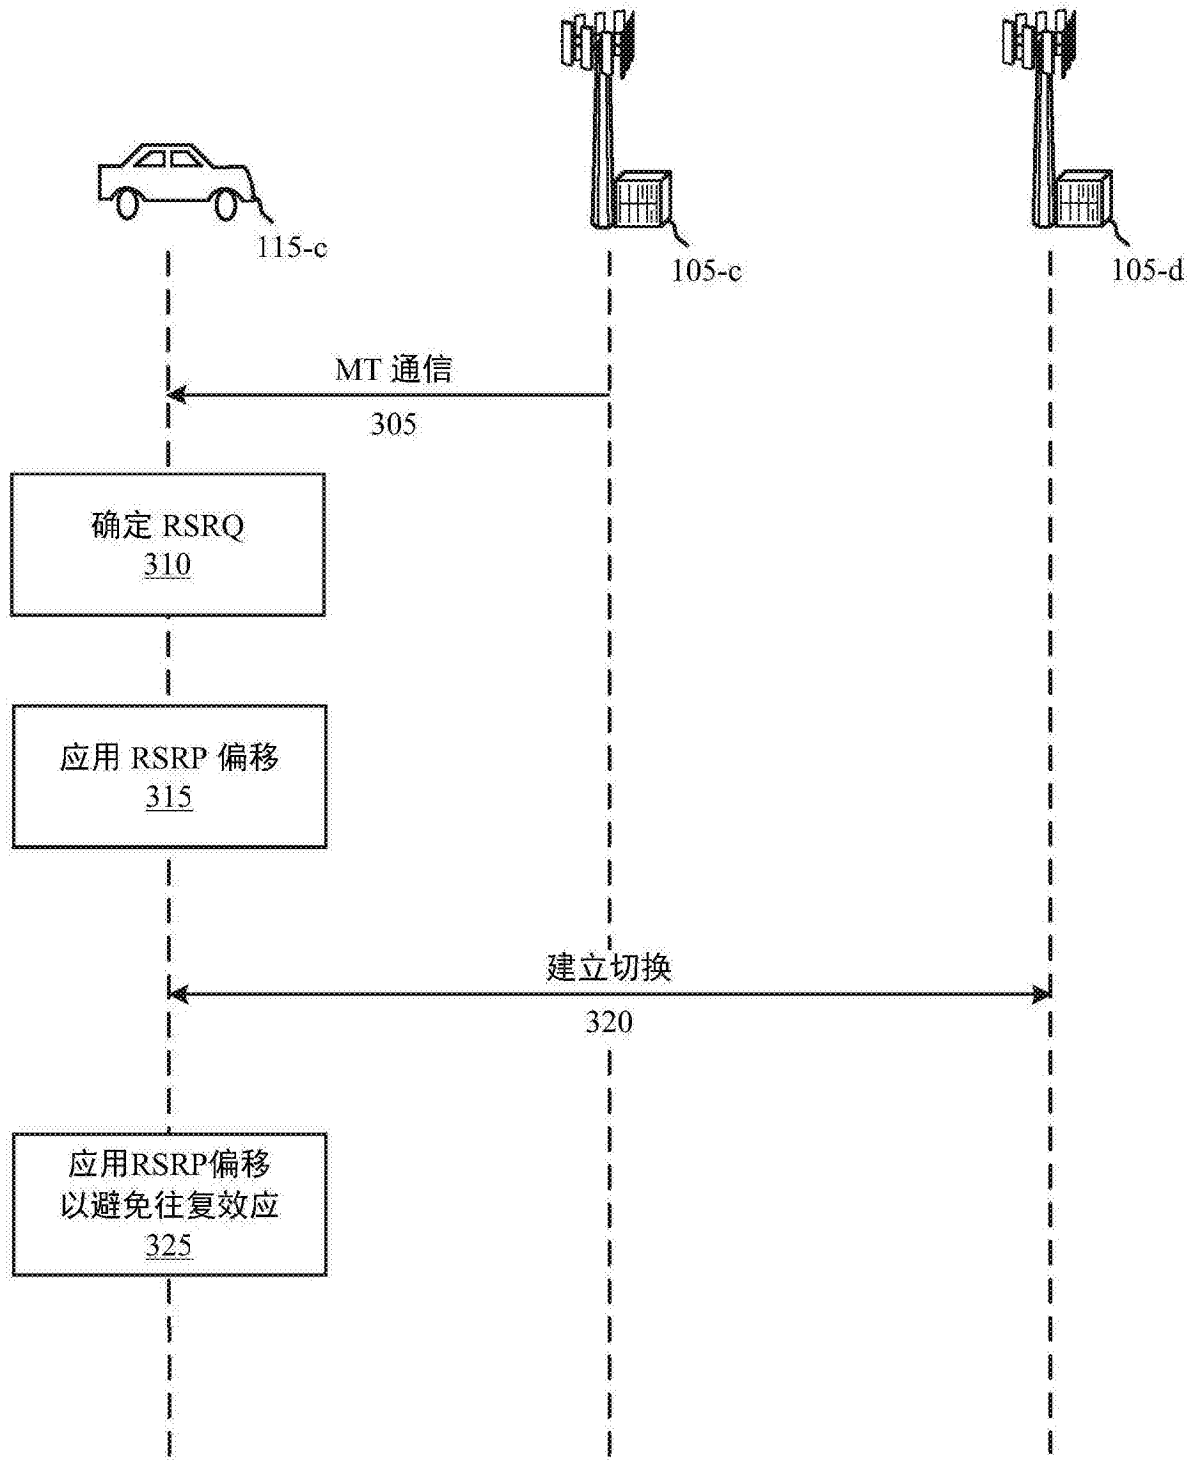 115-c
105-c
105-d
MT 通信
305
确定 RSRQ
310
应用 RSRP 偏移
315
建立切换
320
应用RSRP偏移
以避免往复效应
325